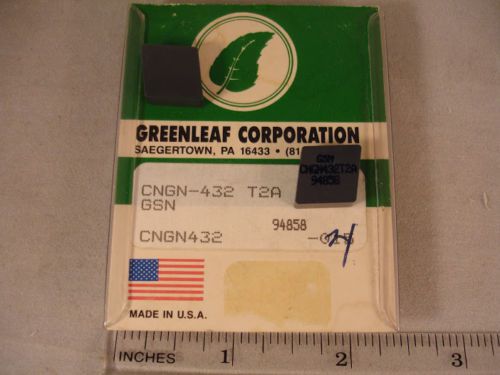 GREENLEAF CORPORATION
SAEGERTOWN, PA 16433 • (81
GSN
CNGN432T2A
94858
CNGN-432 T2A
GSN
94858
CNGN432
MADE IN U.S.A.
INCHES 1 2 3